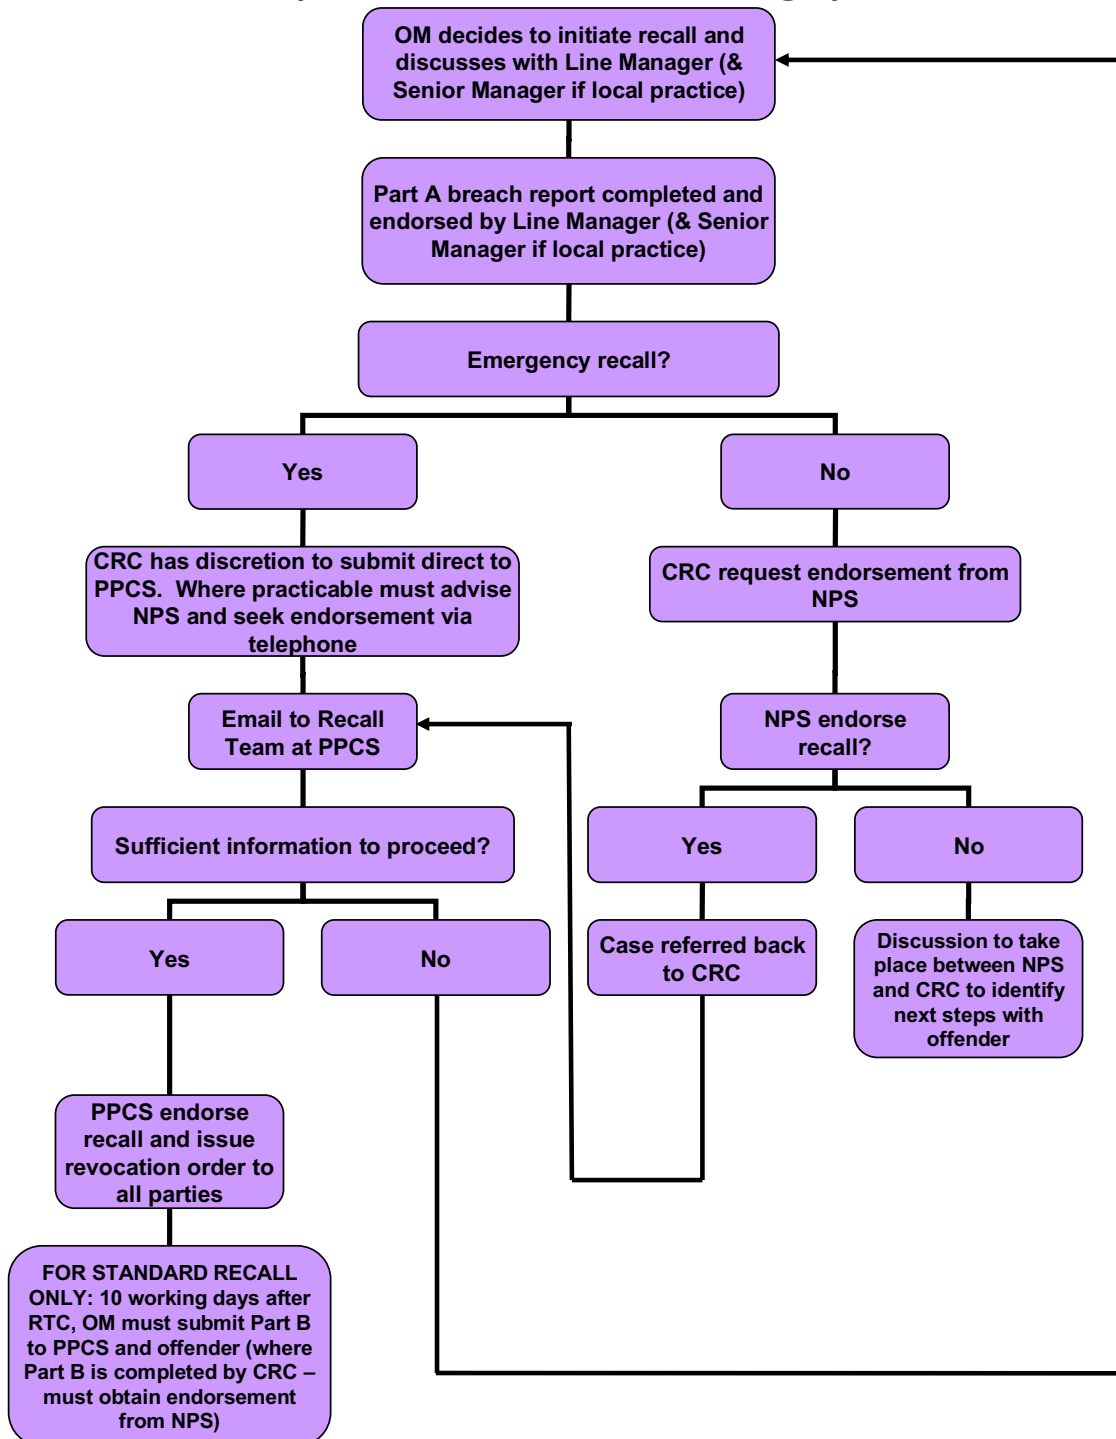 OM decides to initiate recall and
discusses with Line Manager (&
Senior Manager if local practice)
Part A breach report completed and
endorsed by Line Manager (& Senior
Manager if local practice)
Emergency recall?
Yes
No
CRC has discretion to submit direct to
PPCS. Where practicable must advise
NPS and seek endorsement via
telephone
CRC request endorsement from
NPS
Email to Recall
Team at PPCS
NPS endorse
recall?
Sufficient information to proceed?
Yes
No
Yes
No
Case referred back
to CRC
Discussion to take
place between NPS
and CRC to identify
next steps with
offender
PPCS endorse
recall and issue
revocation order to
all parties
FOR STANDARD RECALL
ONLY: 10 working days after
RTC, OM must submit Part B
to PPCS and offender (where
Part B is completed by CRC –
must obtain endorsement
from NPS)